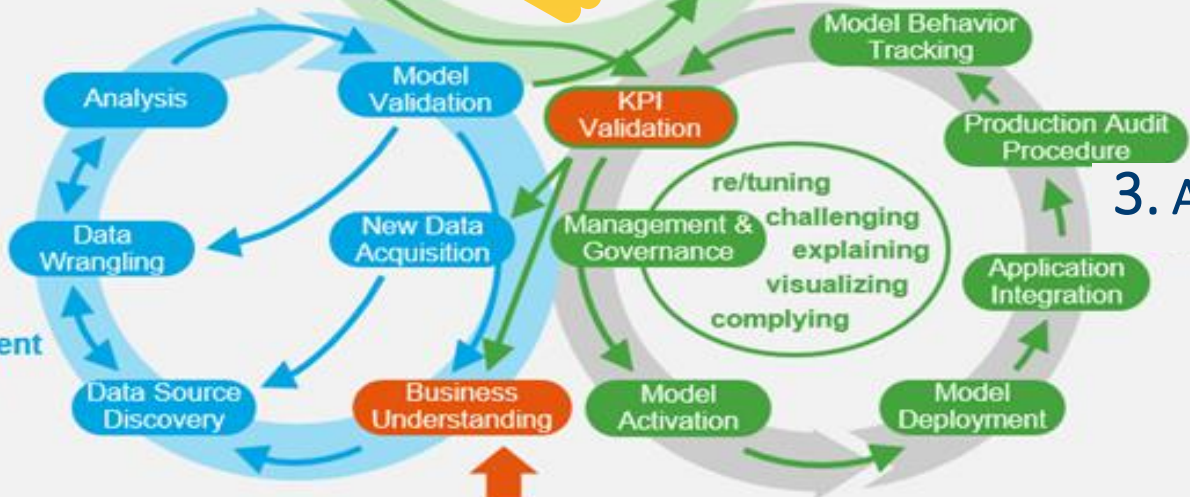 Model Behavior
Tracking
Analysis
Model
Validation
KPI
Validation
Production Audit
Procedure
3. A
re/tuning
challenging
explaining
visualizing
complying
Data
Wrangling
New Data
Acquisition
Management &
Governance
Application
Integration
ent
Data Source
Discovery
Business
Understanding
Model
Activation
Model
Deployment